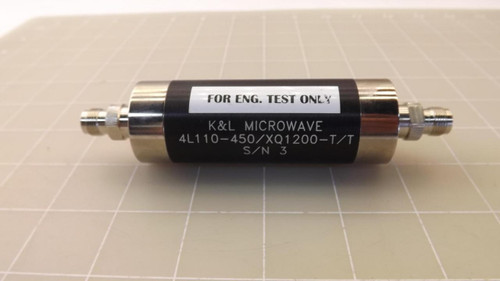 FOR ENG. TEST ONLY
K&L MICROWAVE
4L110-450/XQ1200-T/T
S/N 3